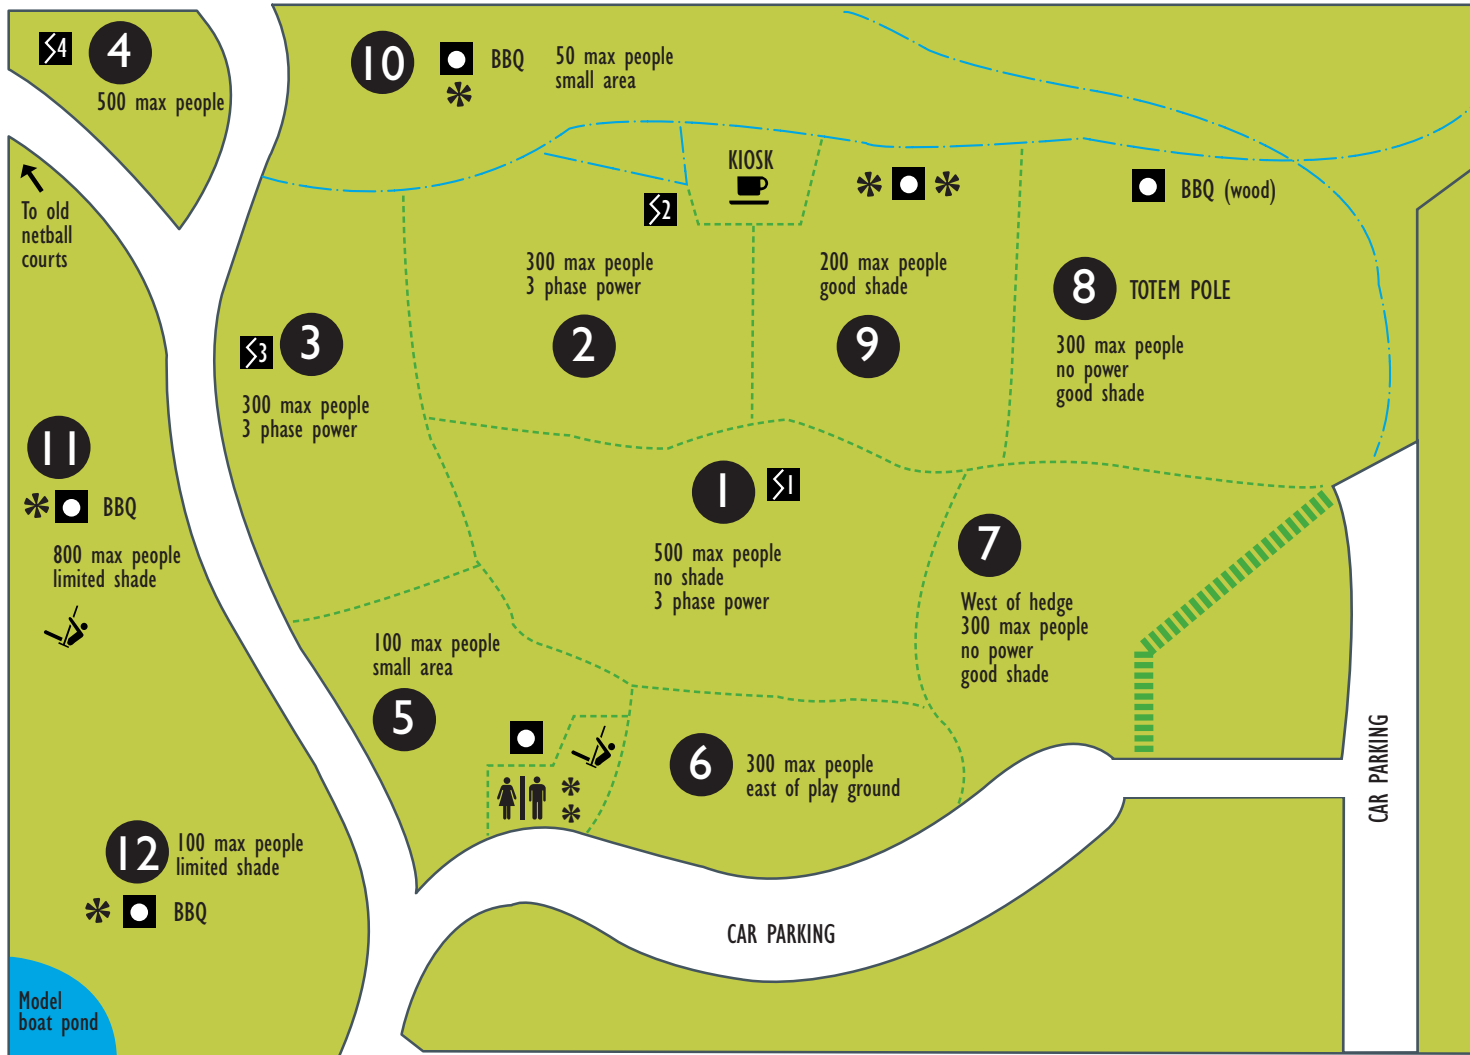 4
4
500 max people
10
BBQ
50 max people
small area
To old
netball
courts
KIOSK
2
300 max people
3 phase power
2
200 max people
good shade
9
BBQ (wood)
8
TOTEM POLE
300 max people
no power
good shade
3
3
300 max people
3 phase power
11
BBQ
800 max people
limited shade
1
1
500 max people
no shade
3 phase power
7
West of hedge
300 max people
no power
good shade
100 max people
small area
5
6
300 max people
east of play ground
12
100 max people
limited shade
BBQ
CAR PARKING
CAR PARKING
Model
boat pond